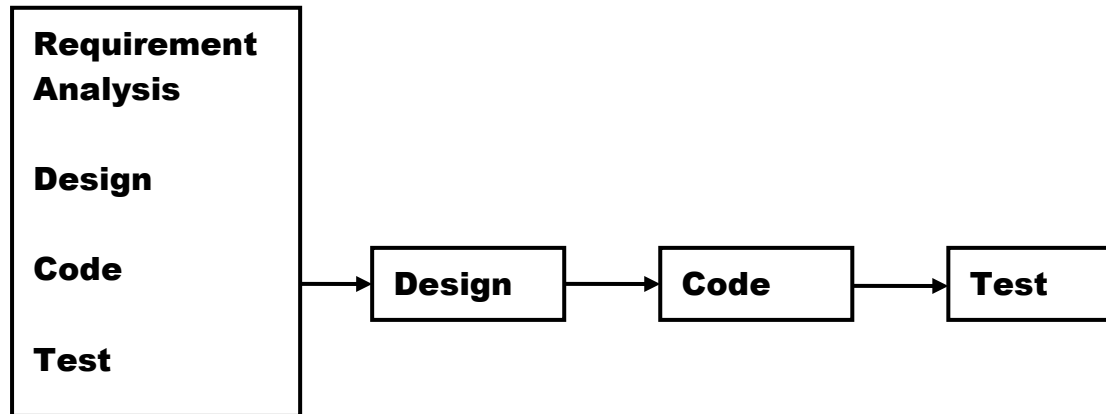 Requirement
Analysis
Design
Code
Test
Design
Code
Test